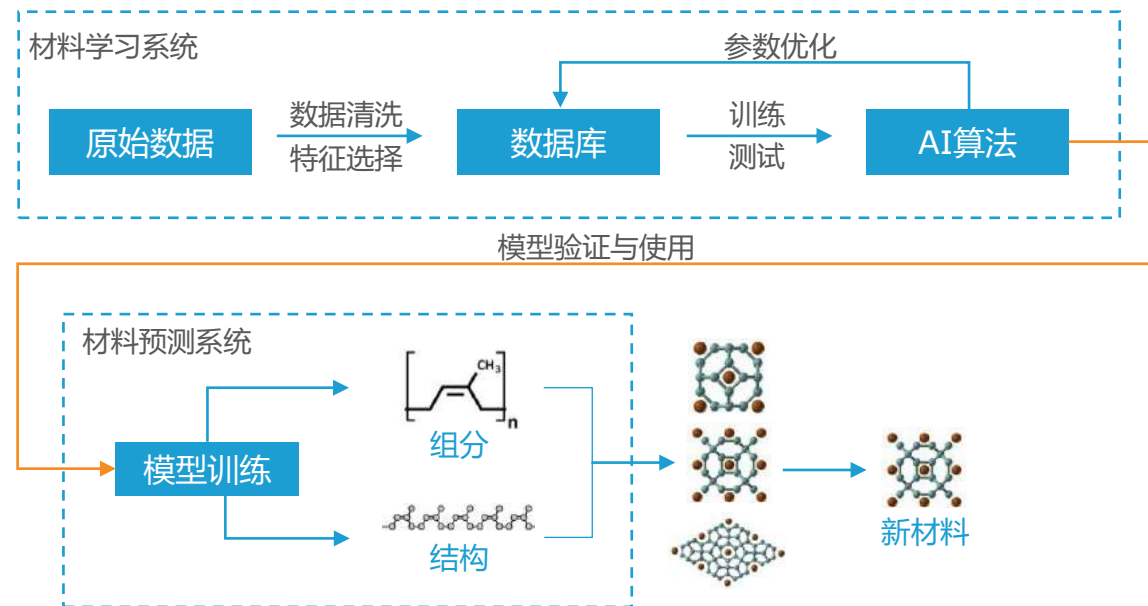 材料学习系统
参数优化
原始数据
数据清洗
特征选择
数据库
训练
测试
AI算法
模型验证与使用
材料预测系统
CH3
n
组分
模型训练
结构
新材料